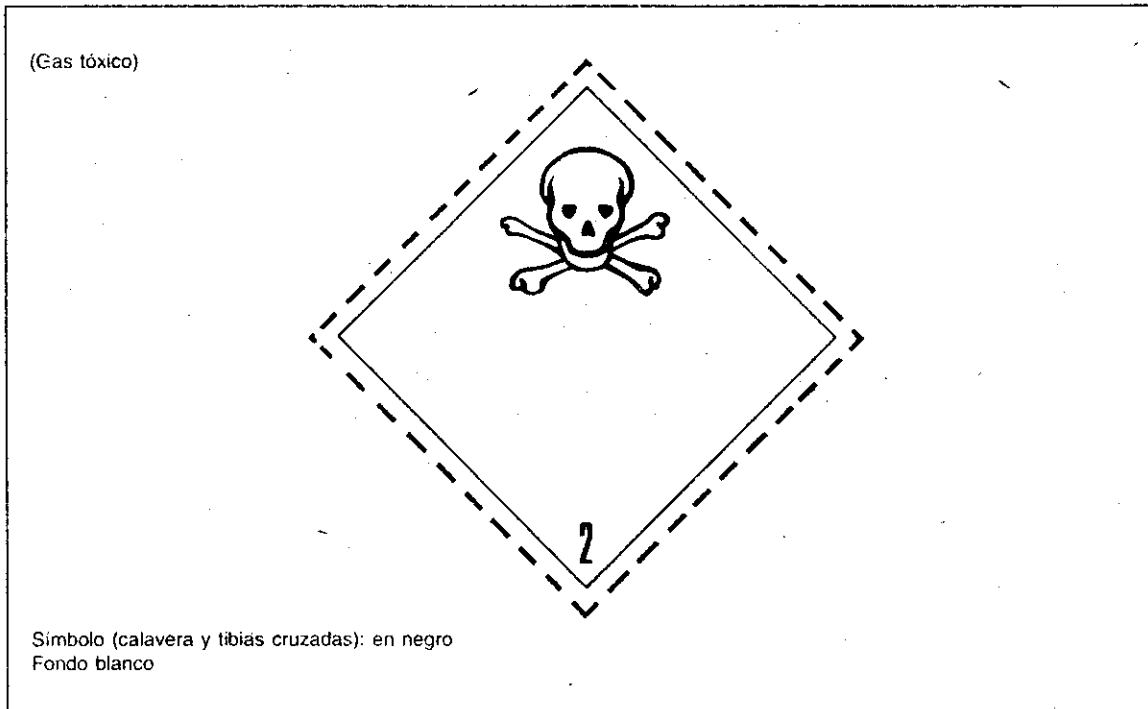 (Gas tóxico)
2
Símbolo (calavera y tibias cruzadas): en negro
Fondo blanco